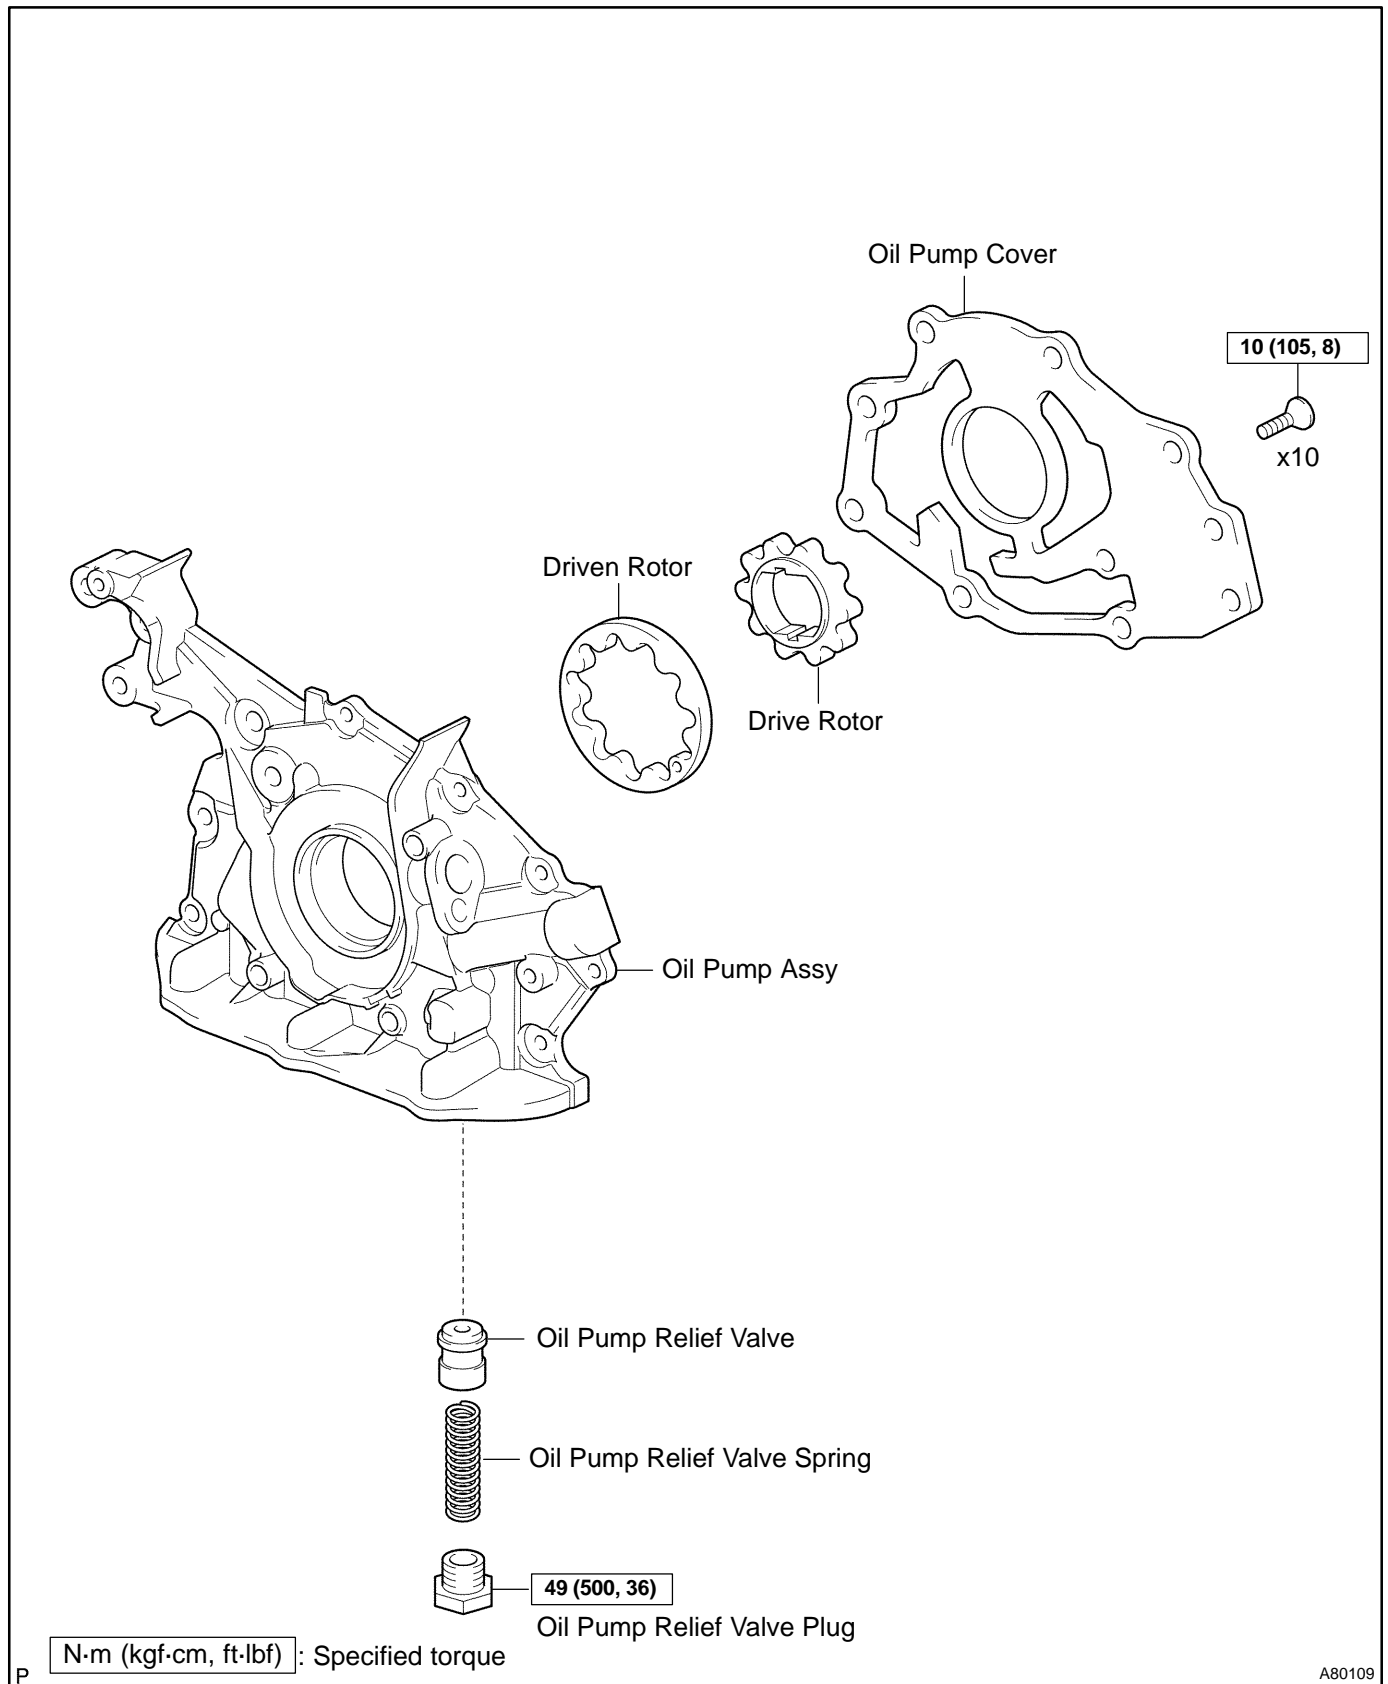 Oil Pump Cover
10 (105, 8)
x10
Driven Rotor
Drive Rotor
Oil Pump Assy
Oil Pump Relief Valve
Oil Pump Relief Valve Spring
49 (500, 36)
Oil Pump Relief Valve Plug
N·m (kgf·cm, ft·lbf) : Specified torque
P
A80109